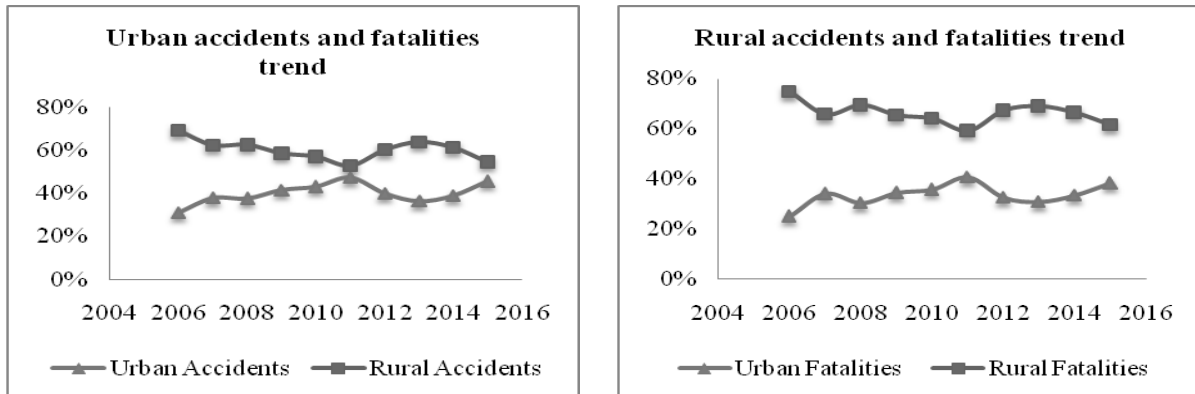 Urban accidents and fatalities
trend
80%
60%
40%
20%
0%
2004 2006 2008 2010 2012 2014 2016
Urban Accidents Rural Accidents
Rural accidents and fatalities trend
80%
60%
40%
20%
0%
2004 2006 2008 2010 2012 2014 2016
Urban Fatalities Rural Fatalities